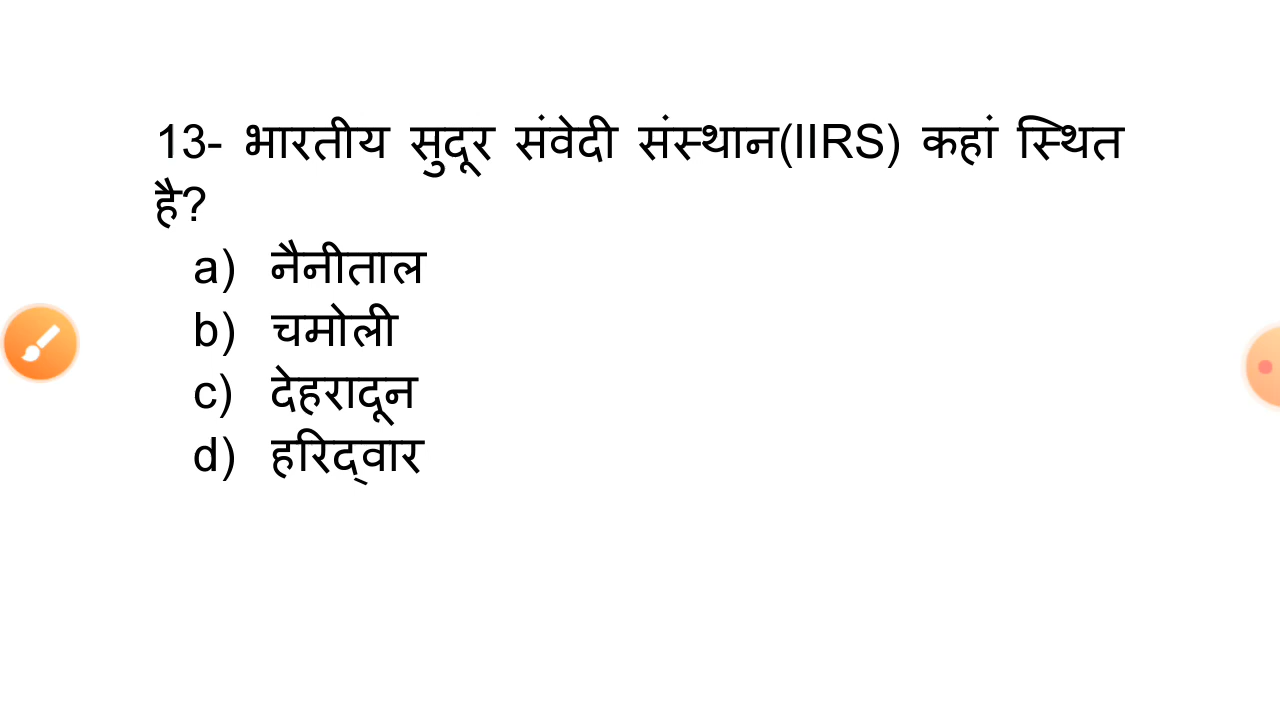 13- भारतीय सुदूर संवेदी संस्थान(IIRS) कहां स्थित
है?
a) नैनीताल
b) चमोली
c) देहरादून
d) हरिद्वार